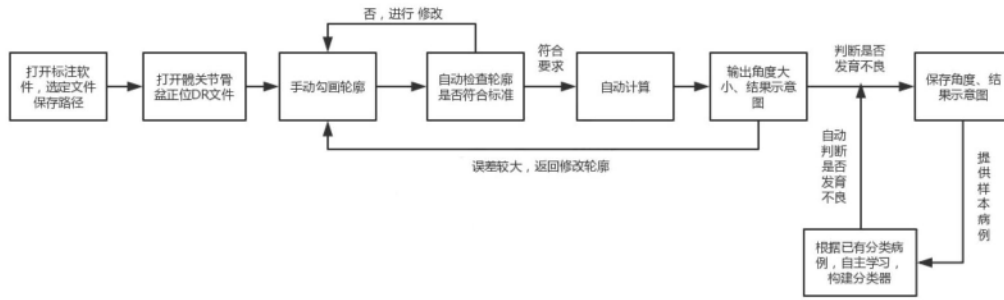 否，进行 修改
打开标注软
件，选定文件
保存路径
打开髋关节骨
盆正位DR文件
手动勾画轮廓
自动检查轮廓
是否符合标准
符合
要求
自动计算
输出角度大
小、结果示意
图
判断是否
发育不良
保存角度、结
果示意图
误差较大，返回修改轮廓
自动
判断
是否
发育
不良
提
供
样
本
病
例
根据已有分类病
例，自主学习，
构建分类器